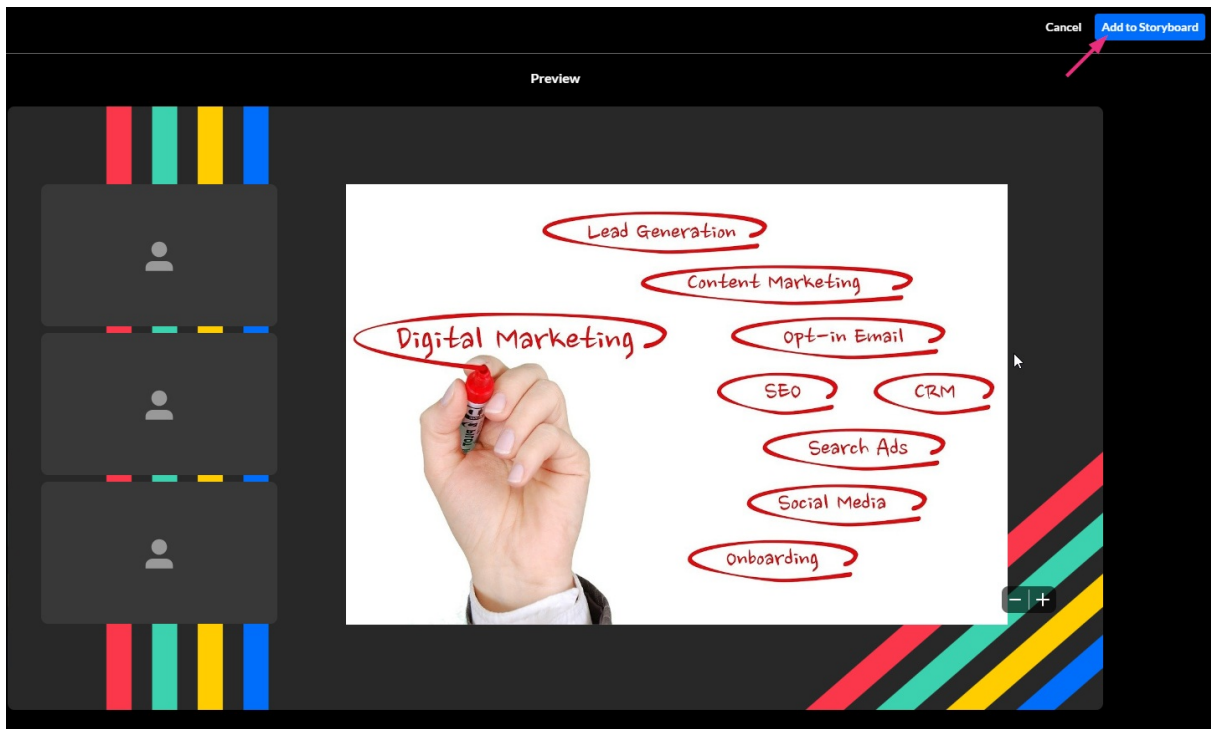 Cancel
Add to Storyboard
Preview
Lead Generation
Content Marketing
Digital Marketing
Opt-in Email
SEO
CRM
Search Ads
Social Media
Onboarding